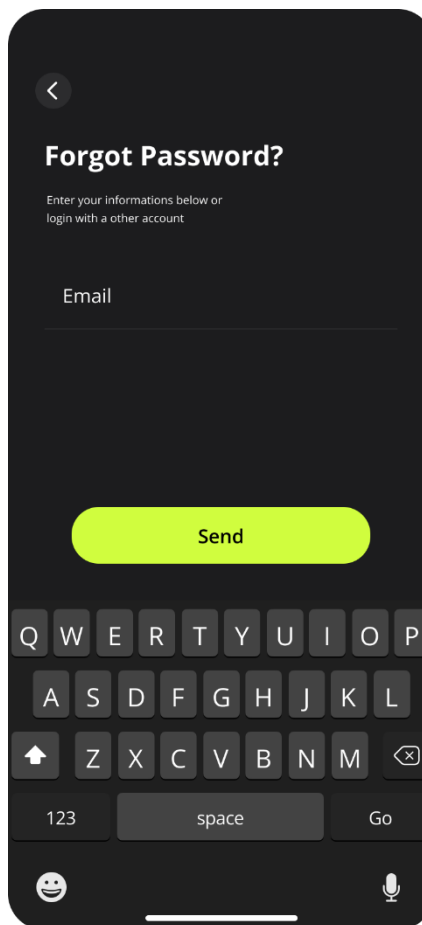 Forgot Password?
Enter your informations below or
login with a other account
Email
Send
Q W E R T Y U I O P
A S D F G H J K L
Z X C V B N M
123 space Go